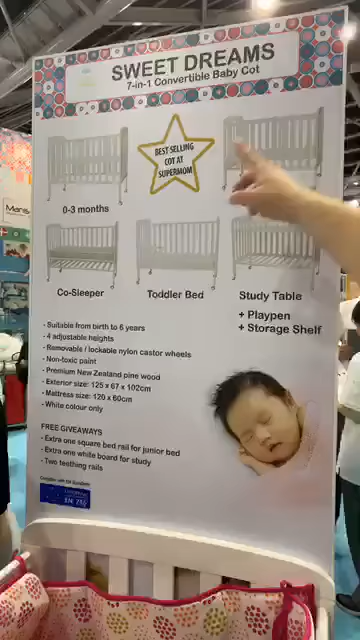 SWEET DREAMS
7-in-1 Convertible Baby Cot
BEST SELLING
COT AT
SUPERMOM
0-3 months
Co-Sleeper
Toddler Bed
Study Table
+ Playpen
+ Storage Shelf
- Suitable from birth to 6 years
- 4 adjustable heights
- Removable / lockable nylon castor wheels
- Non-toxic paint
- Premium New Zealand pine wood
- Exterior size: 125 x 67 x 102cm
- Mattress size: 120 x 60cm
- White colour only
FREE GIVEAWAYS
- Extra one square bed rail for junior bed
- Extra one white board for study
- Two teething rails